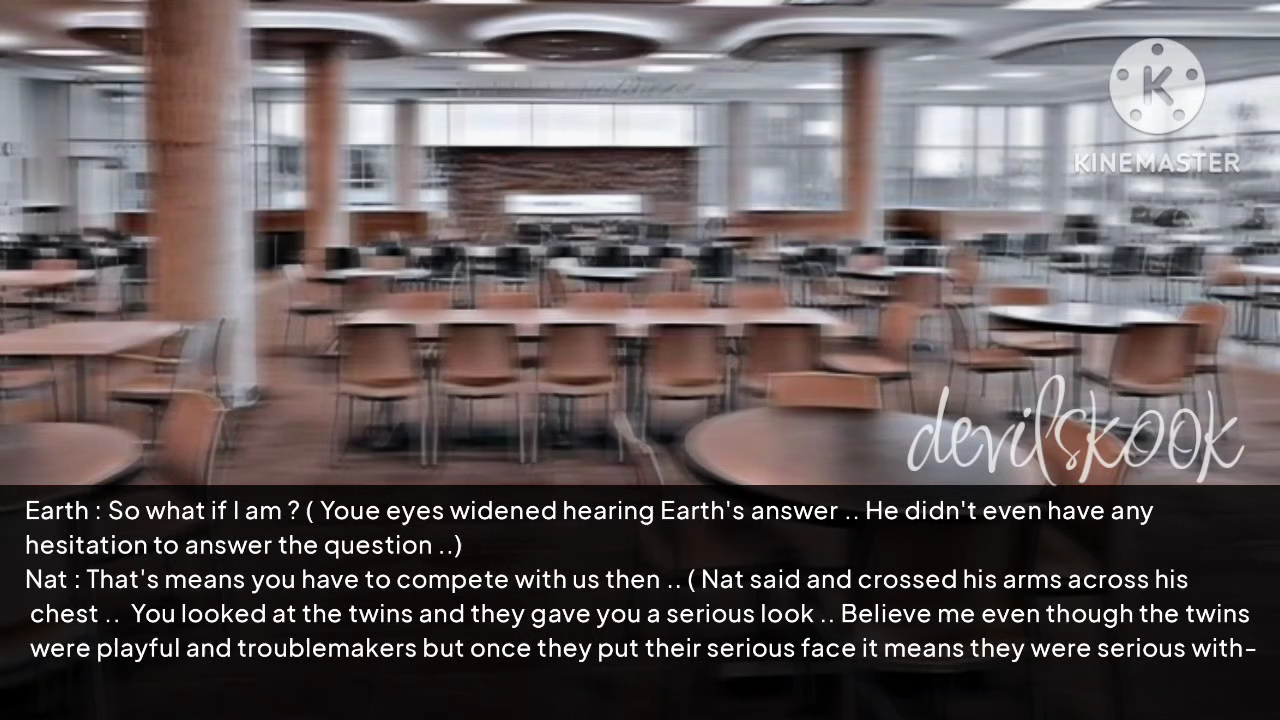 KINEMASTER
devilskook
Earth : So what if I am ? ( Youe eyes widened hearing Earth's answer .. He didn't even have any
hesitation to answer the question ..)
Nat : That's means you have to compete with us then .. ( Nat said and crossed his arms across his
chest .. You looked at the twins and they gave you a serious look .. Believe me even though the twins
were playful and troublemakers but once they put their serious face it means they were serious with-